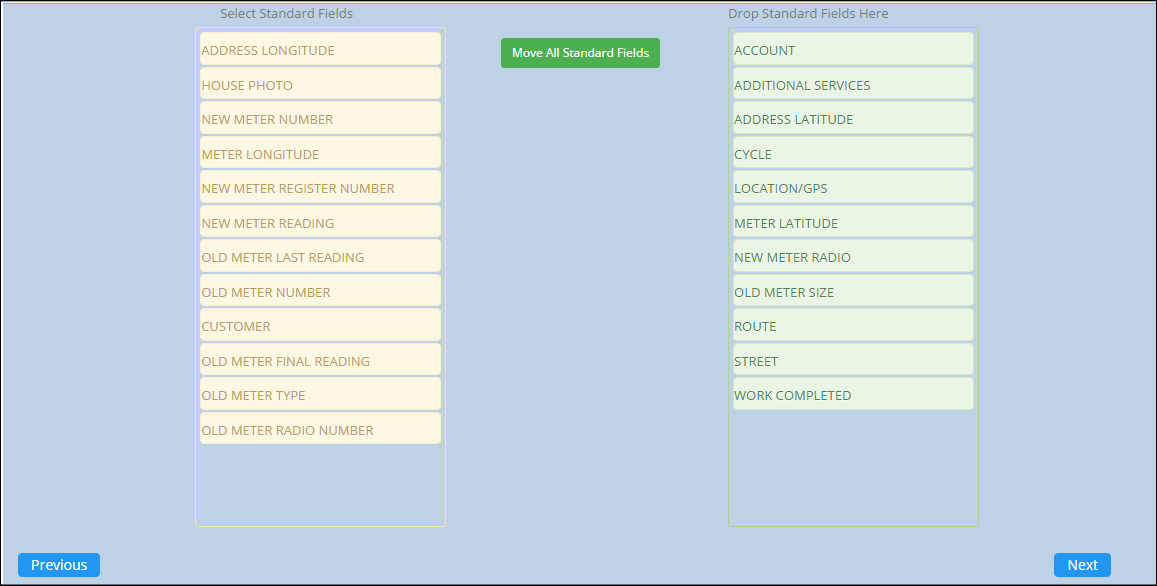 Select Standard Fields
ADDRESS LONGITUDE
HOUSE PHOTO
NEW METER NUMBER
METER LONGITUDE
NEW METER REGISTER NUMBER
NEW METER READING
OLD METER LAST READING
OLD METER NUMBER
CUSTOMER
OLD METER FINAL READING
OLD METER TYPE
OLD METER RADIO NUMBER
Move All Standard Fields
Drop Standard Fields Here
ACCOUNT
ADDITIONAL SERVICES
ADDRESS LATITUDE
CYCLE
LOCATION/GPS
METER LATITUDE
NEW METER RADIO
OLD METER SIZE
ROUTE
STREET
WORK COMPLETED
Previous
Next